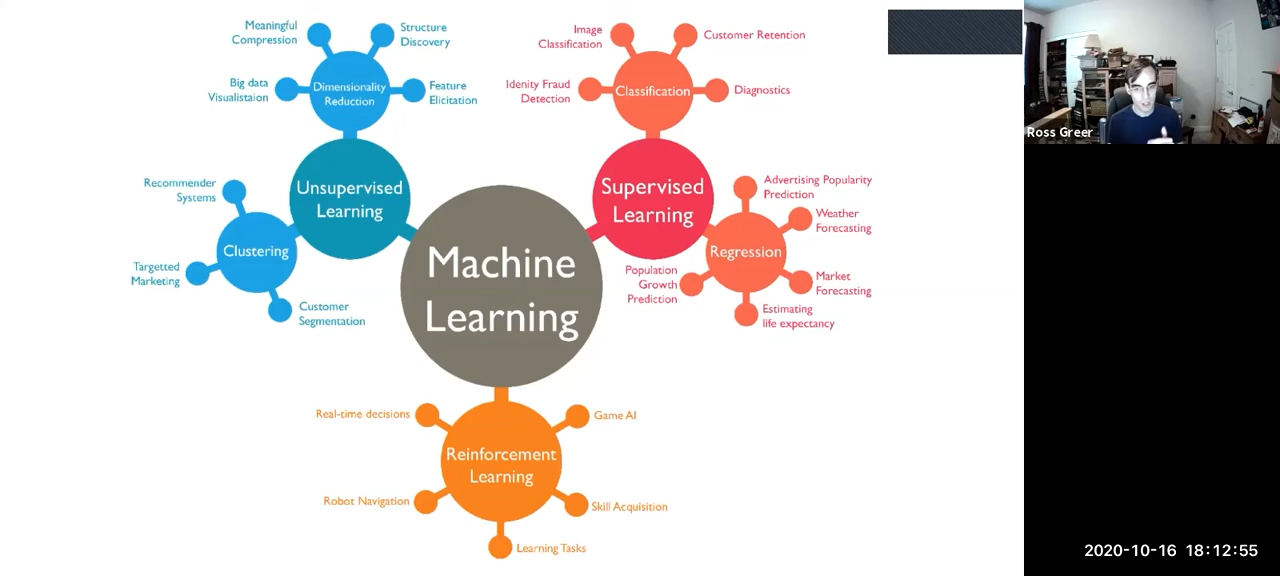 Meaningful
Compression
Structure
Discovery
Big data
Visualistaion
Dimensionality
Reduction
Feature
Elicitation
Image
Classification
Customer Retention
Idenity Fraud
Detection
Classification
Diagnostics
Ross Greer
Unsupervised
Learning
Supervised
Learning
Recommender
Systems
Clustering
Targetted
Marketing
Customer
Segmentation
Advertising Popularity
Prediction
Weather
Forecasting
Regression
Population
Growth
Prediction
Market
Forecasting
Estimating
life expectancy
Machine
Learning
Real-time decisions
Game AI
Reinforcement
Learning
Robot Navigation
Skill Acquisition
Learning Tasks
2020-10-16 18:12:55